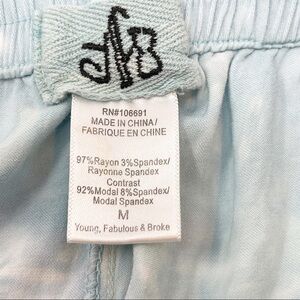 RN#106691
MADE IN CHINA/
FABRIQUE EN CHINE
97%Rayon 3%Spandex/
Rayonne Spandex
Contrast
92%Modal 8%Spandex/
Modal Spandex
M
Young, Fabulous & Broke